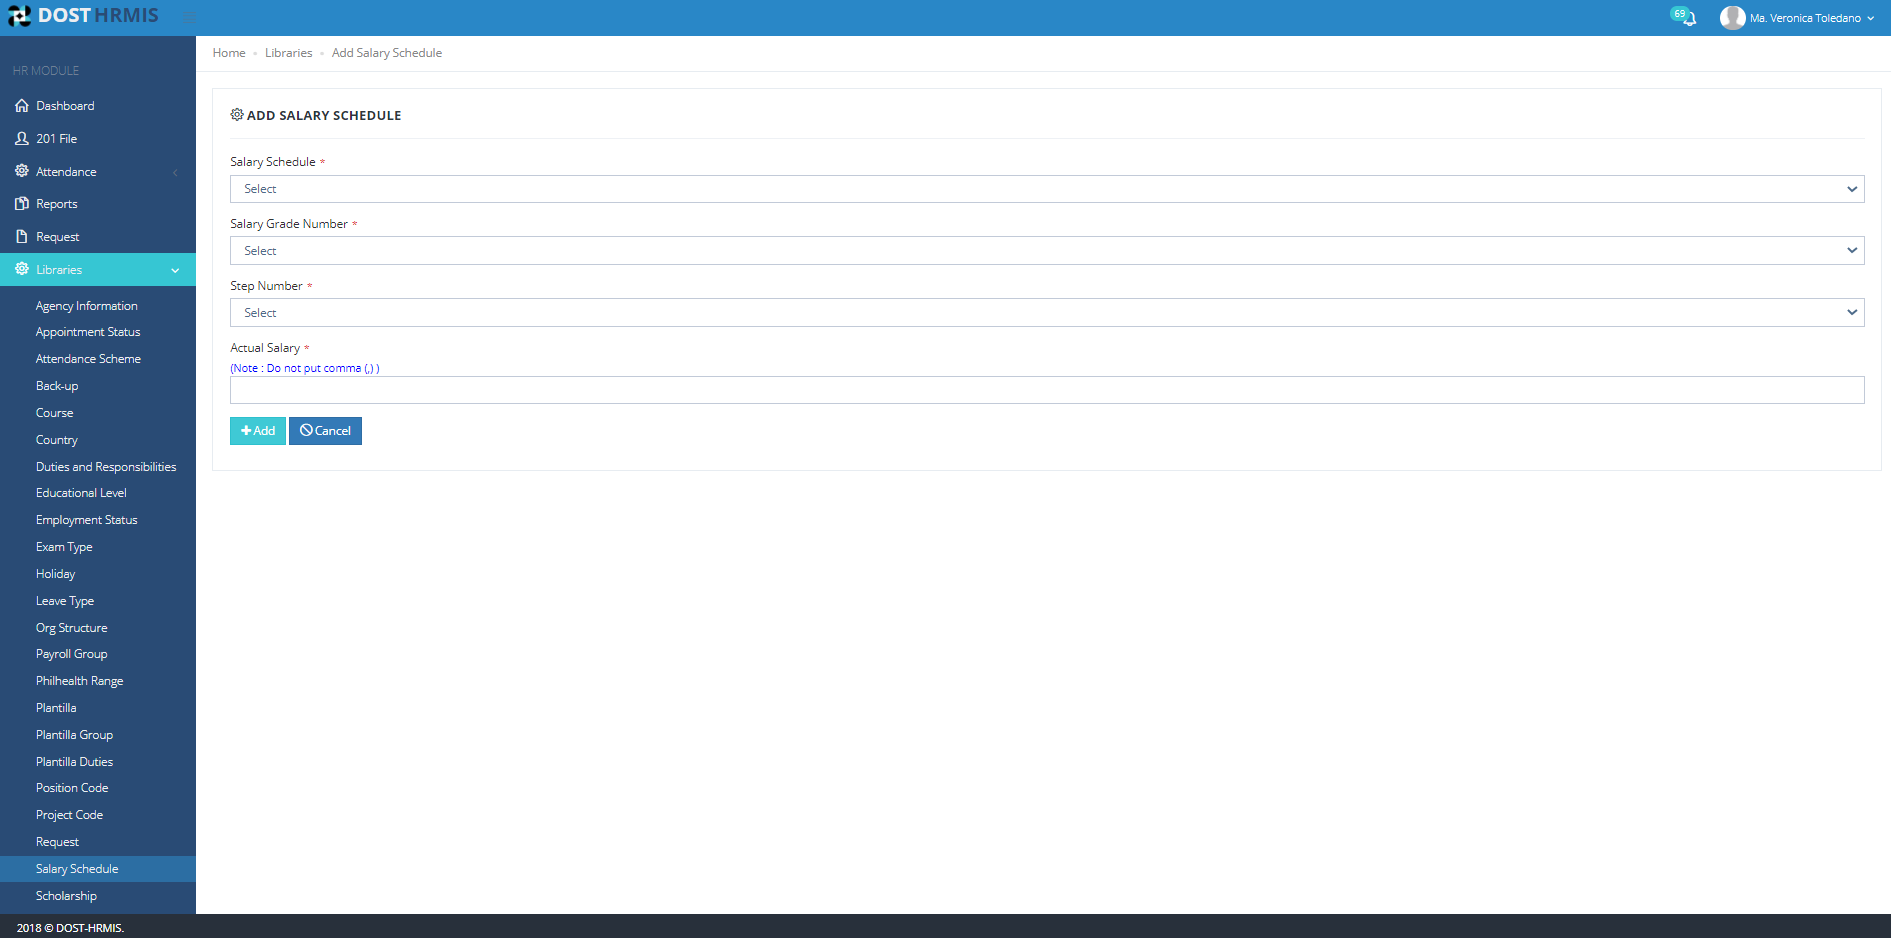 DOST HRMIS
69
Ma. Veronica Toledano
HR MODULE
Dashboard
201 File
Attendance
Reports
Request
Libraries
Agency Information
Appointment Status
Attendance Scheme
Back-up
Course
Country
Duties and Responsibilities
Educational Level
Employment Status
Exam Type
Holiday
Leave Type
Org Structure
Payroll Group
Philhealth Range
Plantilla
Plantilla Group
Plantilla Duties
Position Code
Project Code
Request
Salary Schedule
Scholarship
Home Libraries Add Salary Schedule
ADD SALARY SCHEDULE
Salary Schedule *
Select
Salary Grade Number *
Select
Step Number *
Select
Actual Salary *
(Note : Do not put comma (,) )
Add Cancel
2018 © DOST-HRMIS.